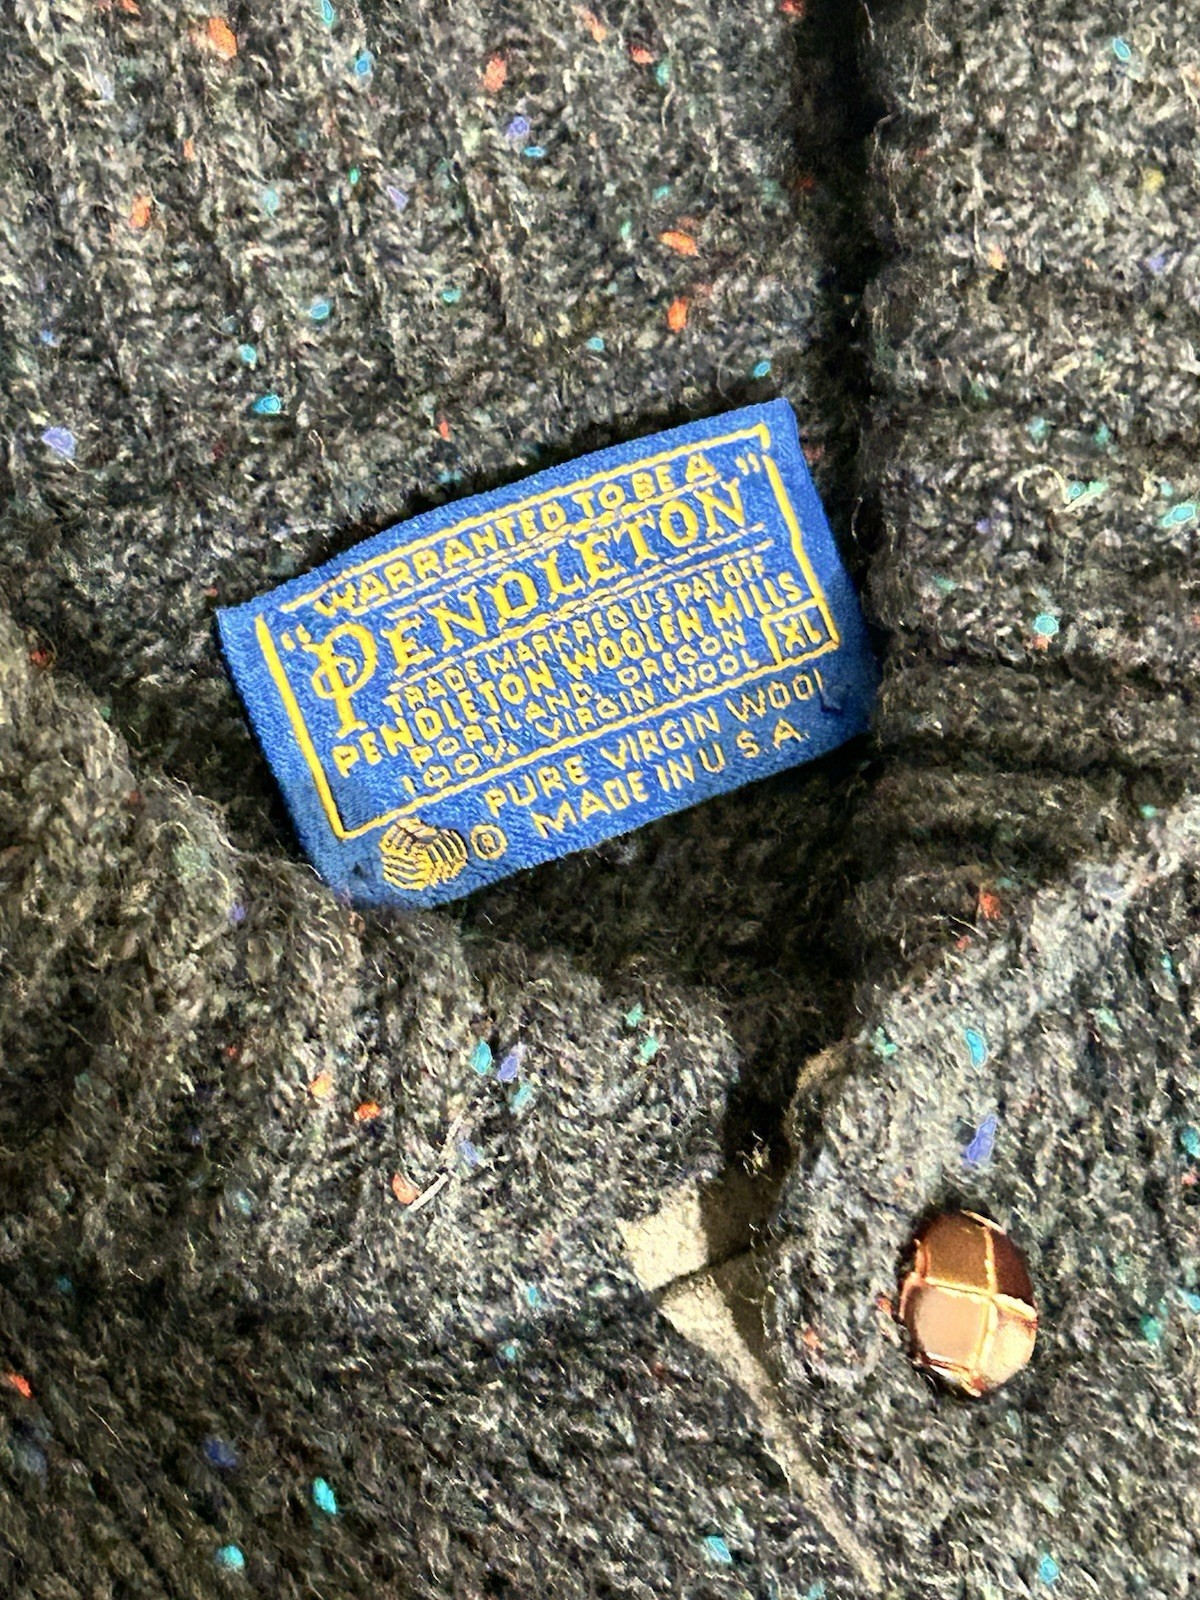 WARRANTED TO BE A
"PENDLETON"
TRADE MARK REG U S PAT OFF
PENDLETON WOOLEN MILLS
PORTLAND, OREGON
100% VIRGIN WOOL
XL
PURE VIRGIN WOOL
® MADE IN U S A